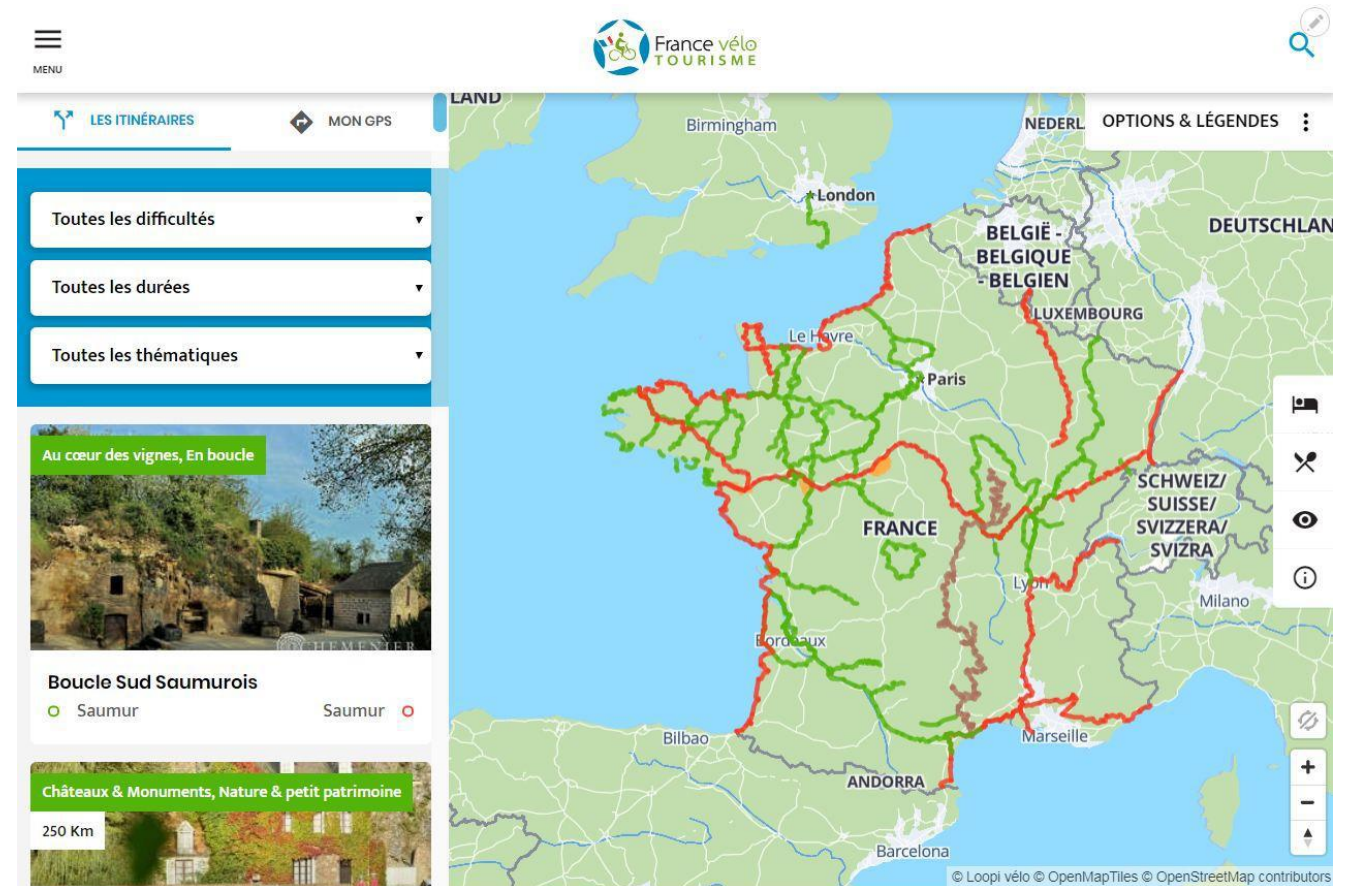 MENU
France vélo
TOURISME
LES ITINÉRAIRES
MON GPS
Toutes les difficultés
Toutes les durées
Toutes les thématiques
Au cœur des vignes, En boucle
Boucle Sud Saumurois
Saumur
Saumur
Châteaux & Monuments, Nature & petit patrimoine
250 Km
OPTIONS & LÉGENDES
LAND
Birmingham
NEDERL
London
DEUTSCHLAN
BELGIË -
BELGIQUE
- BELGIEN
LUXEMBOURG
Le Havre
Paris
SCHWEIZ/
SUISSE/
SVIZZERA/
SVIZRA
FRANCE
Lyon
Milano
Bordeaux
Bilbao
Marseille
ANDORRA
Barcelona
© Loopi vélo © OpenMapTiles © OpenStreetMap contributors